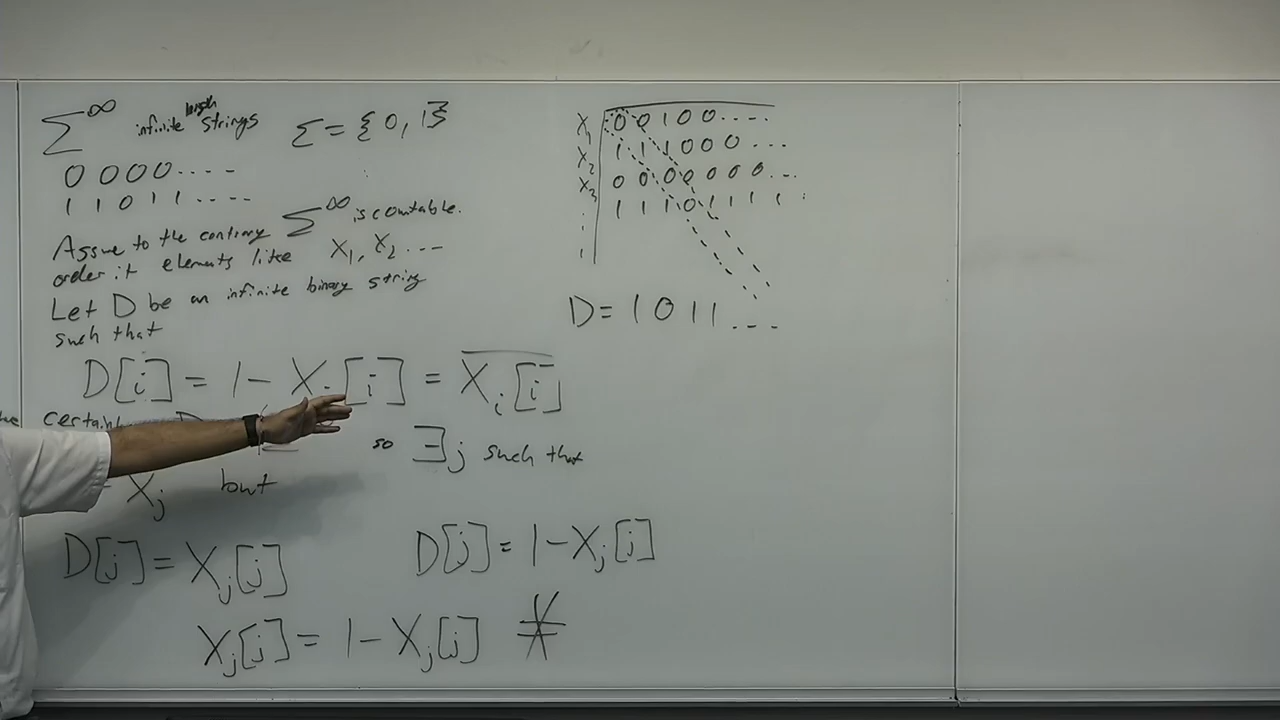 Σ^∞ infinite length strings Σ = {0, 1}
0 0 0 0 ....
1 1 0 1 1 ....
Assume to the contrary Σ^∞ is countable.
order it elements like X₁, X₂ ...
Let D be an infinite binary string
such that
D[i] = 1 - Xᵢ[i] = X̅ᵢ[i]
so ∃j such that
Xⱼ but
D[j] = Xⱼ[j] D[j] = 1 - Xⱼ[j]
Xⱼ[j] = 1 - Xⱼ[j] ※
X₁ 0 0 1 0 0 .....
X₂ 1 1 1 0 0 0 ...
X₃ 0 0 0 0 0 0 0 ...
1 1 1 0 1 1 1 1 :
D = 1 0 1 1 ...